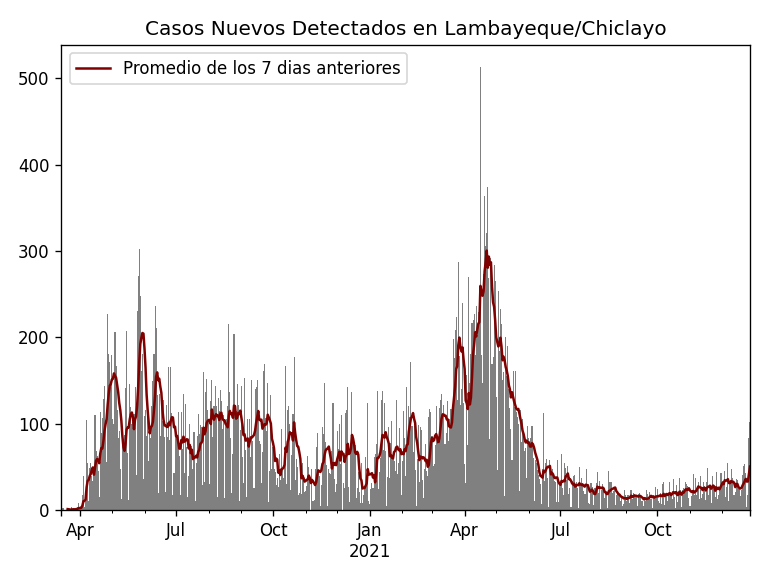 Casos Nuevos Detectados en Lambayeque/Chiclayo
Promedio de los 7 dias anteriores
500
400
300
200
100
0
Apr Jul Oct Jan Apr Jul Oct
2021